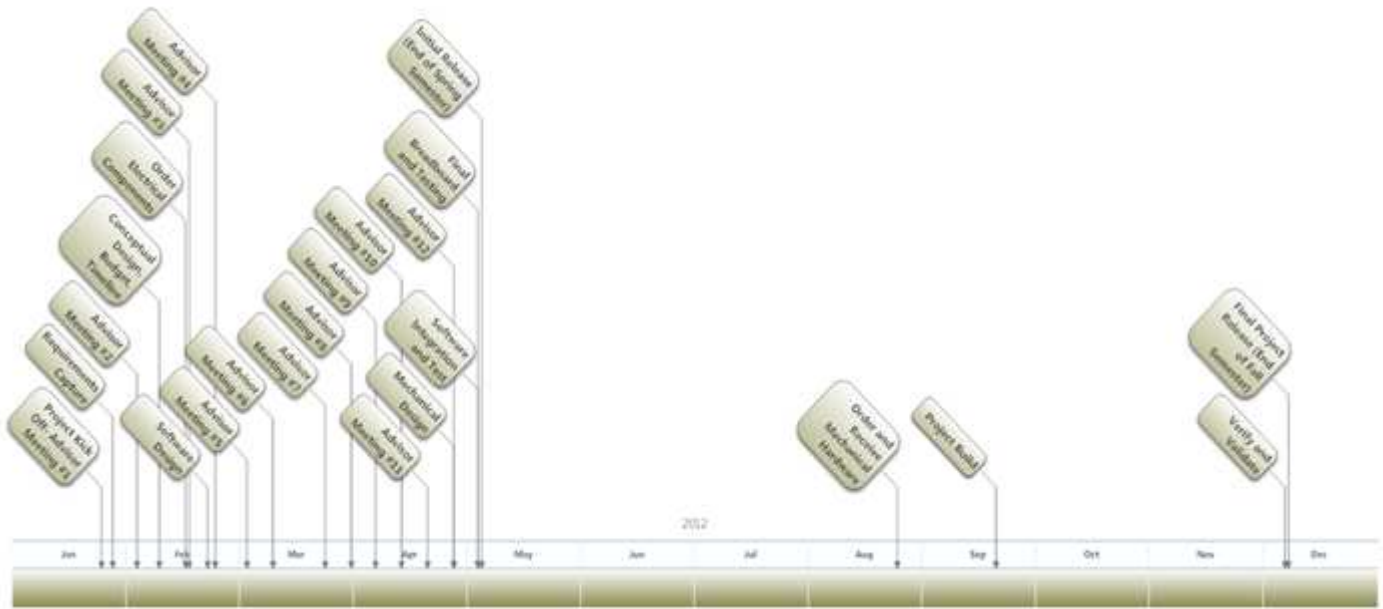 Advisor
Meeting #4
Advisor
Meeting #3
Order
Electrical
Components
Conceptual
Design,
Budget,
Timeline
Advisor
Meeting #2
Requirements
Capture
Project Kick
Off: Advisor
Meeting #1
Software
Design
Advisor
Meeting #5
Advisor
Meeting #6
Advisor
Meeting #7
Advisor
Meeting #8
Advisor
Meeting #9
Advisor
Meeting #10
Initial Release
(End of Spring
Semester)
Final
Breadboard
and Testing
Advisor
Meeting #12
Software
Integration
and Test
Mechanical
Design
Advisor
Meeting #11
Order and
Receive
Mechanical
Hardware
Project Build
Final Project
Release (End
of Fall
Semester)
Verify and
Validate
2012
Jan Feb Mar Apr May Jun Jul Aug Sep Oct Nov Dec